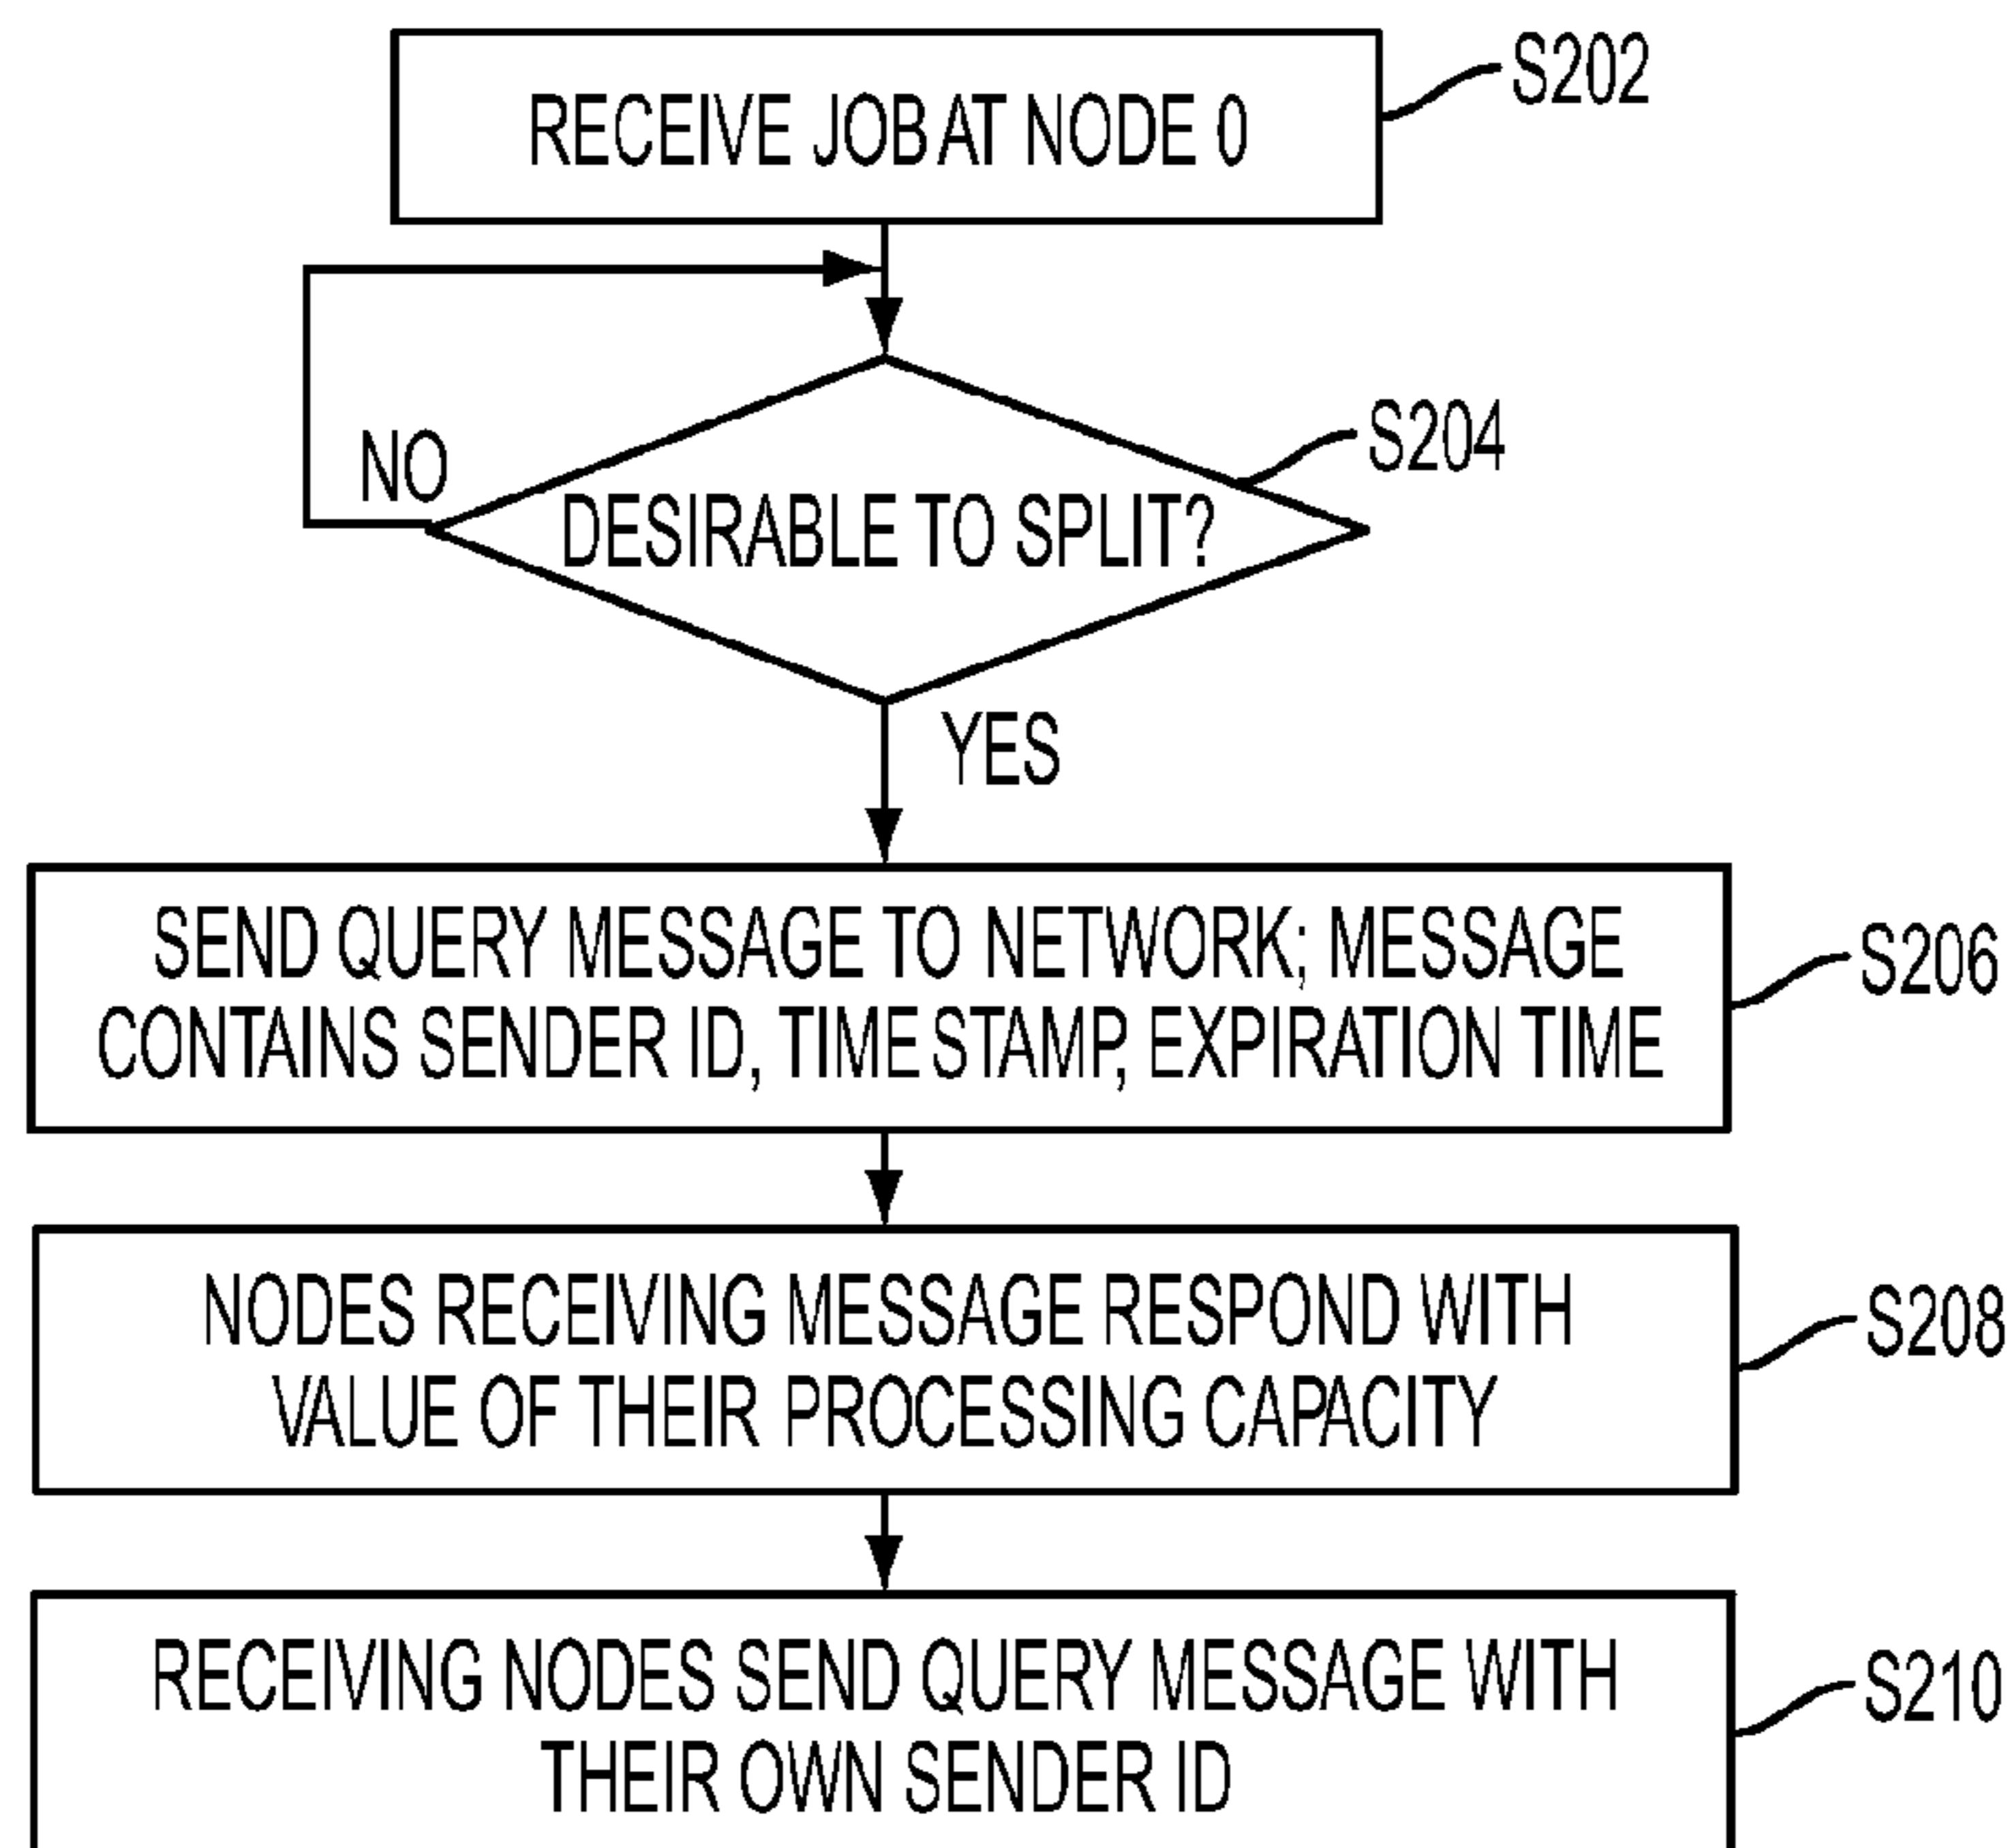 RECEIVE JOB AT NODE 0
S202
NO
DESIRABLE TO SPLIT?
S204
YES
SEND QUERY MESSAGE TO NETWORK; MESSAGE
CONTAINS SENDER ID, TIME STAMP, EXPIRATION TIME
S206
NODES RECEIVING MESSAGE RESPOND WITH
VALUE OF THEIR PROCESSING CAPACITY
S208
RECEIVING NODES SEND QUERY MESSAGE WITH
THEIR OWN SENDER ID
S210